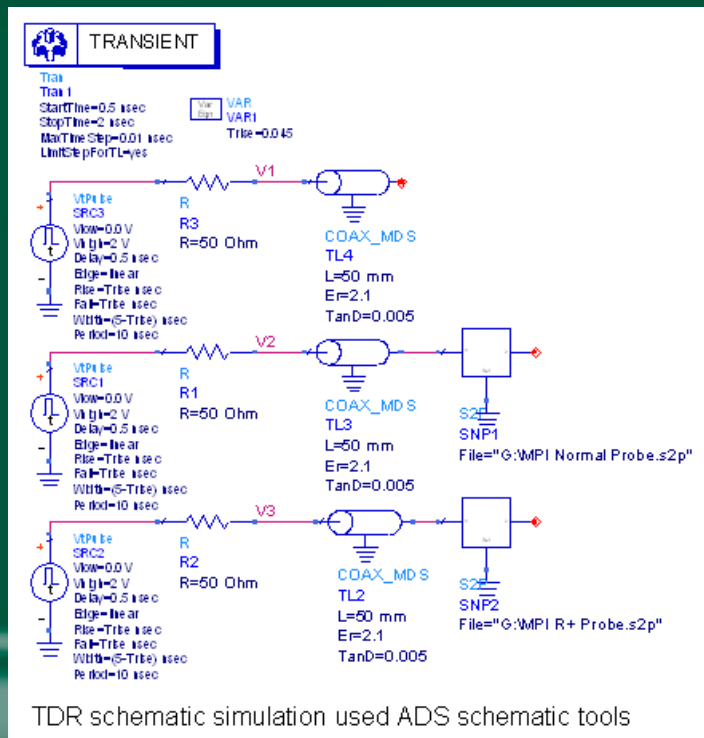 TRANSIENT
Tran
Tran1
StartTime=0.5 nsec
StopTime=2 nsec
MaxTimeStep=0.01 nsec
LimitStepForTL=yes
Var
Eqn
VAR
VAR1
Trise=0.045
V1
VtPulse
SRC3
Vlow=0.0 V
Vhigh=2 V
Delay=0.5 nsec
Edge=linear
Rise=Trise nsec
Fall=Trise nsec
Width=(5-Trise) nsec
Period=10 nsec
R
R3
R=50 Ohm
COAX_MDS
TL4
L=50 mm
Er=2.1
TanD=0.005
V2
VtPulse
SRC1
Vlow=0.0 V
Vhigh=2 V
Delay=0.5 nsec
Edge=linear
Rise=Trise nsec
Fall=Trise nsec
Width=(5-Trise) nsec
Period=10 nsec
R
R1
R=50 Ohm
COAX_MDS
TL3
L=50 mm
Er=2.1
TanD=0.005
S2P
SNP1
File="G:\MPI Normal Probe.s2p"
V3
VtPulse
SRC2
Vlow=0.0 V
Vhigh=2 V
Delay=0.5 nsec
Edge=linear
Rise=Trise nsec
Fall=Trise nsec
Width=(5-Trise) nsec
Period=10 nsec
R
R2
R=50 Ohm
COAX_MDS
TL2
L=50 mm
Er=2.1
TanD=0.005
S2P
SNP2
File="G:\MPI R+ Probe.s2p"
TDR schematic simulation used ADS schematic tools